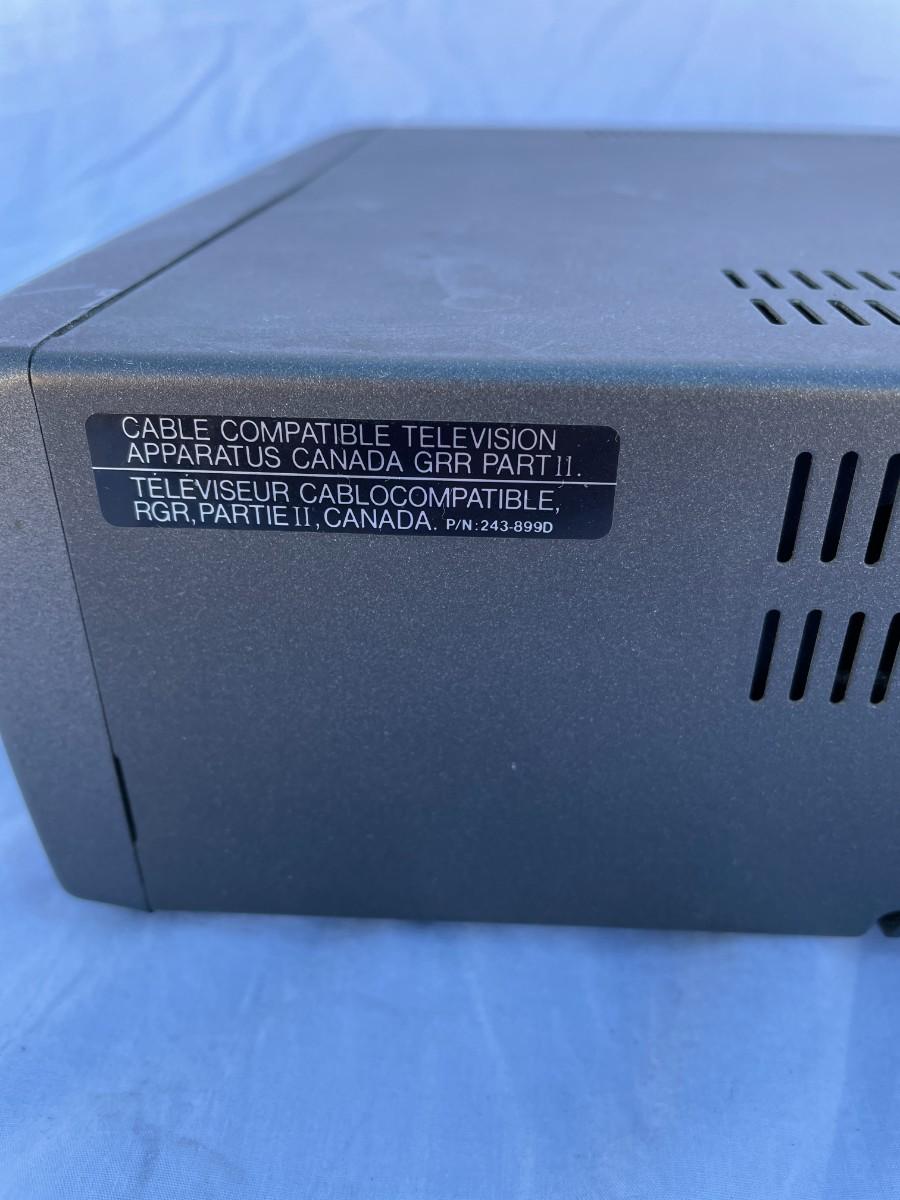 CABLE COMPATIBLE TELEVISION
APPARATUS CANADA GRR PART II.
TÉLÉVISEUR CABLOCOMPATIBLE,
RGR, PARTIE II, CANADA. P/N: 243-899D